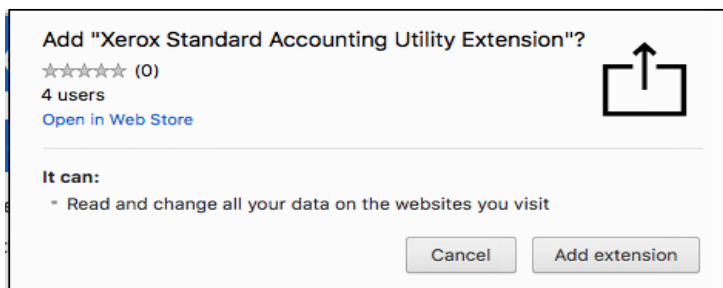 Add "Xerox Standard Accounting Utility Extension"?
(0)
4 users
Open in Web Store
It can:
Read and change all your data on the websites you visit
Cancel
Add extension